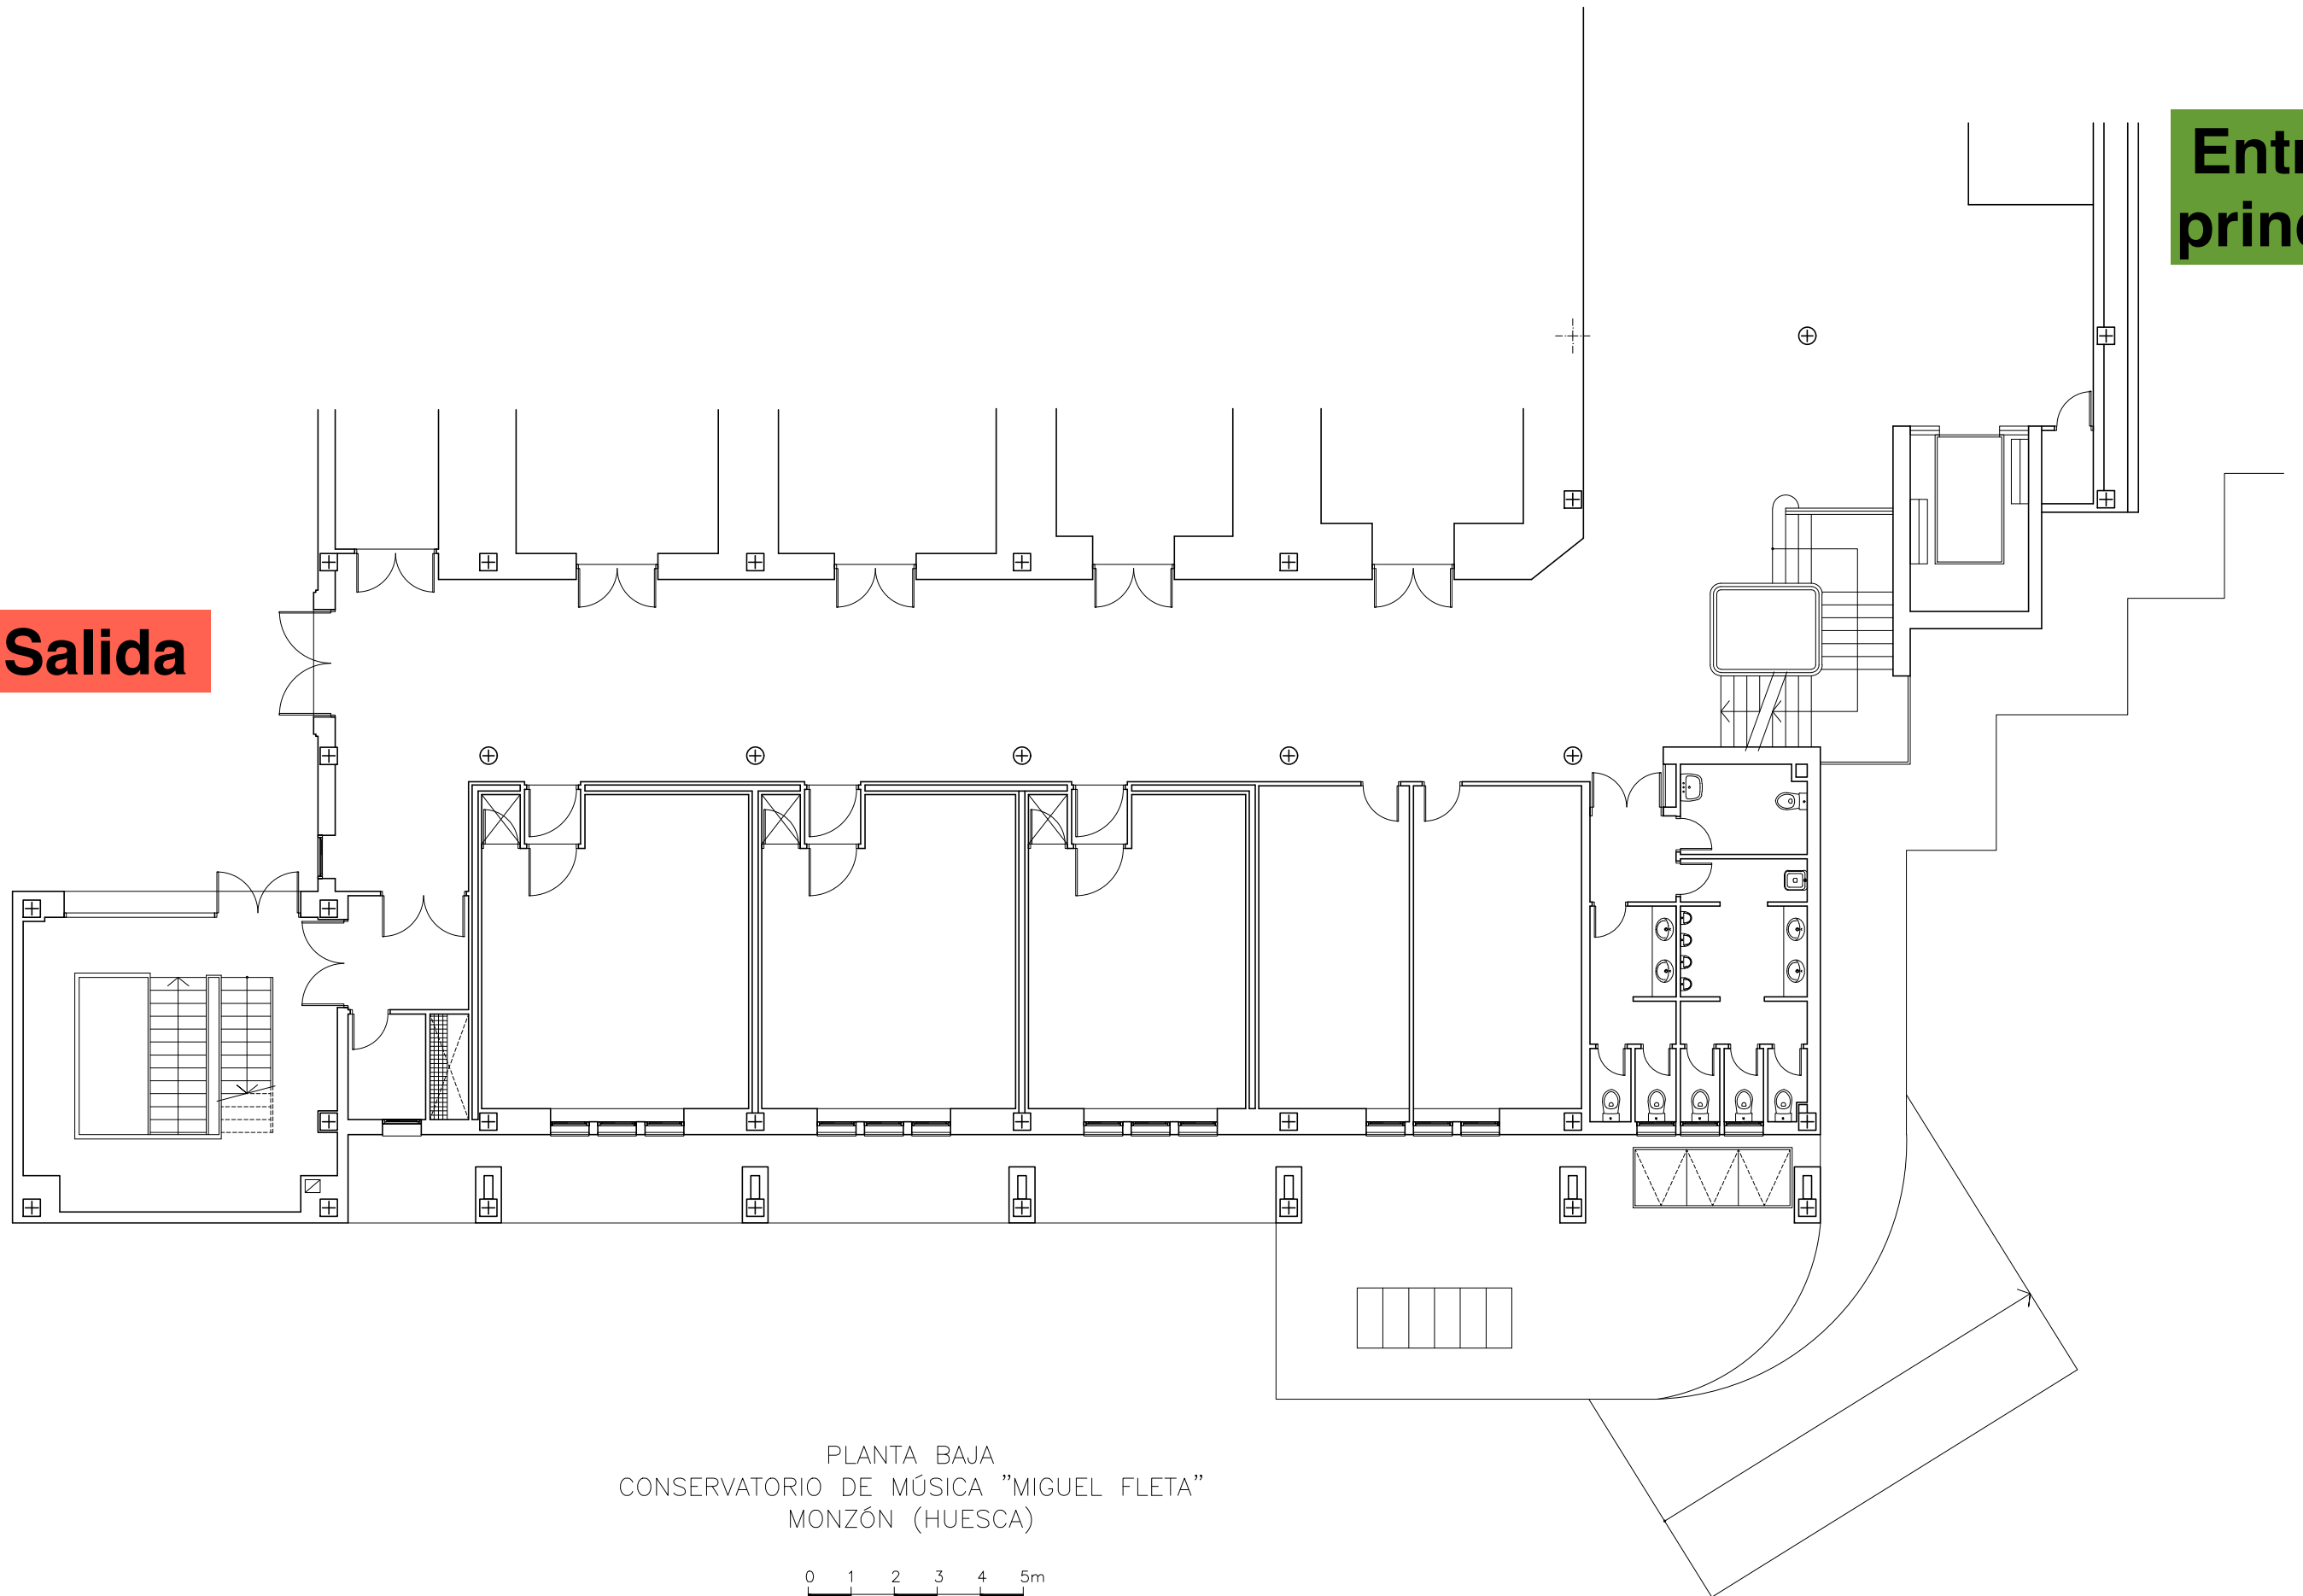 Salida
PLANTA BAJA
CONSERVATORIO DE MÚSICA "MIGUEL FLETA"
MONZÓN (HUESCA)
0 1 2 3 4 5m